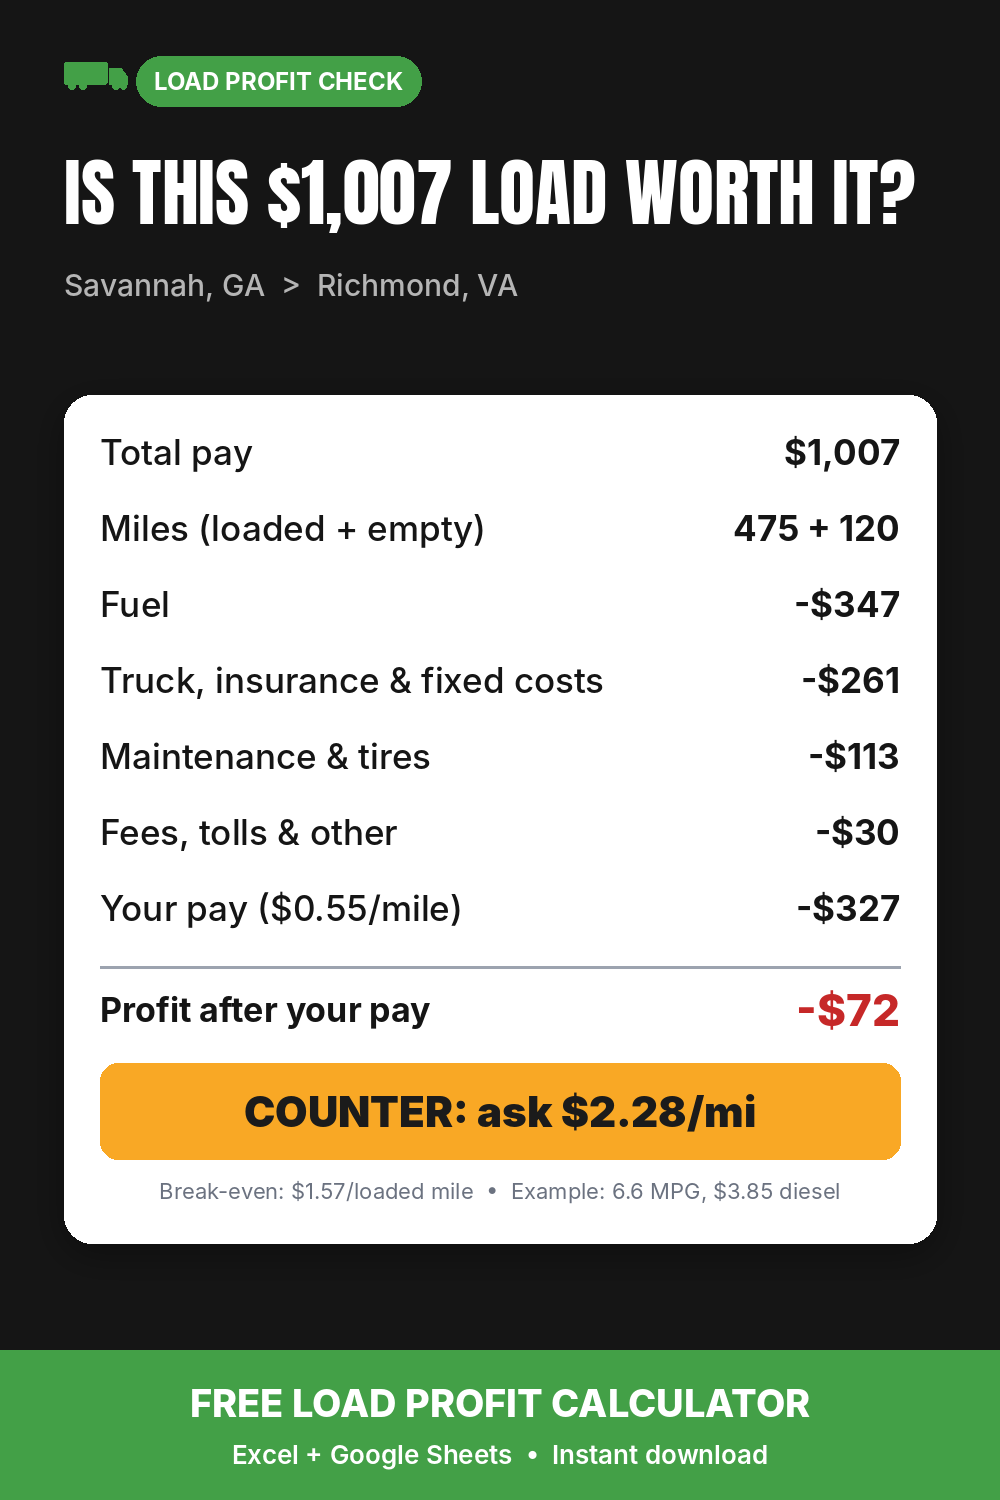 LOAD PROFIT CHECK
IS THIS $1,007 LOAD WORTH IT?
Savannah, GA > Richmond, VA
Total pay $1,007
Miles (loaded + empty) 475 + 120
Fuel -$347
Truck, insurance & fixed costs -$261
Maintenance & tires -$113
Fees, tolls & other -$30
Your pay ($0.55/mile) -$327
Profit after your pay -$72
COUNTER: ask $2.28/mi
Break-even: $1.57/loaded mile • Example: 6.6 MPG, $3.85 diesel
FREE LOAD PROFIT CALCULATOR
Excel + Google Sheets • Instant download